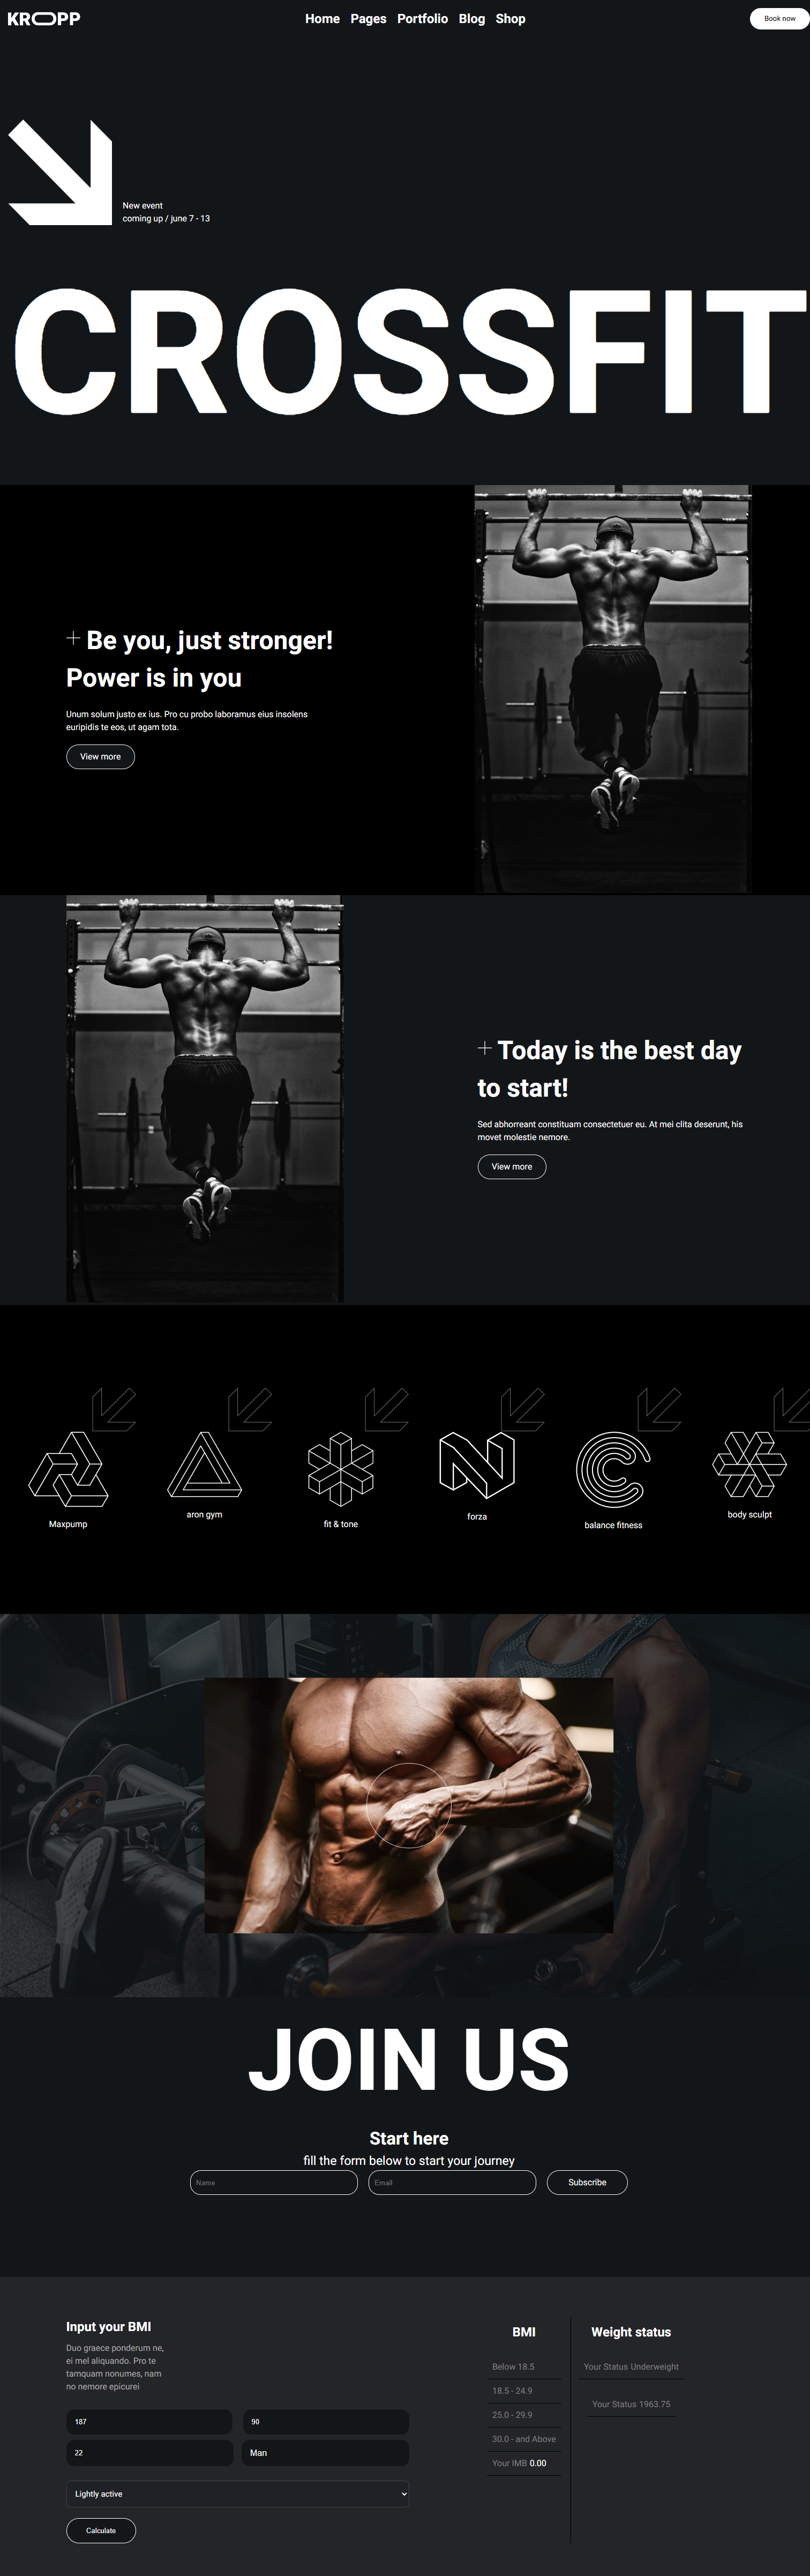 KROPP
Home Pages Portfolio Blog Shop
Book now
New event
coming up / june 7 - 13
CROSSFIT
Be you, just stronger!
Power is in you
Unum solum justo ex ius. Pro cu probo laboramus eius insolens
euripidis te eos, ut agam tota.
View more
Today is the best day
to start!
Sed abhorreant constituam consectetuer eu. At mei clita deserunt, his
movet molestie nemore.
View more
Maxpump
aron gym
fit & tone
forza
balance fitness
body sculpt
JOIN US
Start here
fill the form below to start your journey
Name
Email
Subscribe
Input your BMI
Duo graece ponderum ne,
ei mel aliquando. Pro te
tamquam nonumes, nam
no nemore epicurei
187
90
22
Man
Lightly active
Calculate
BMI
Below 18.5
18.5 - 24.9
25.0 - 29.9
30.0 - and Above
Your IMB 0.00
Weight status
Your Status Underweight
Your Status 1963.75